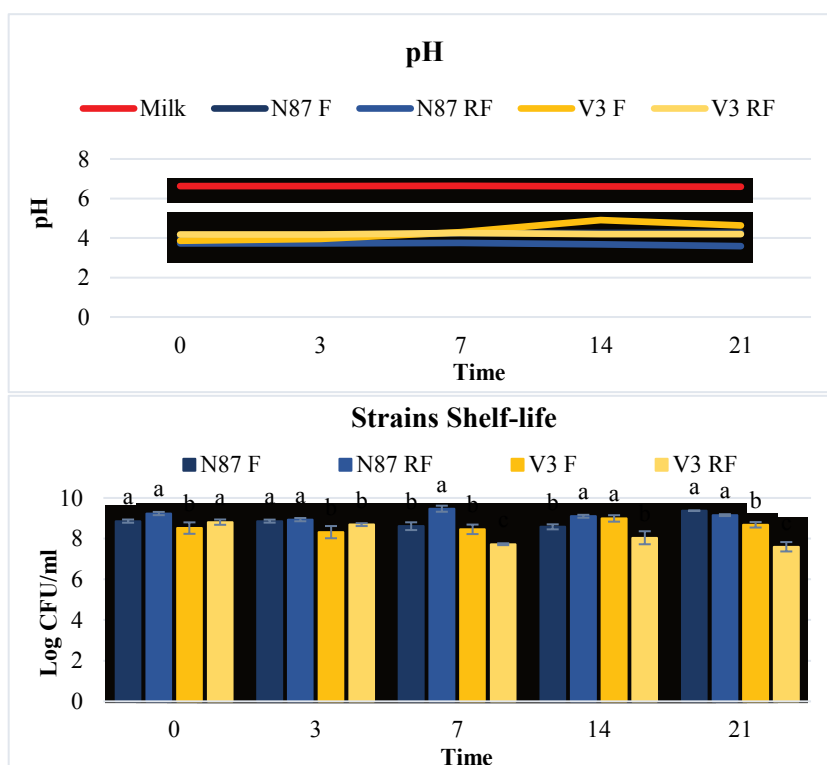 pH
Milk N87 F N87 RF V3 F V3 RF
8
6
4
2
0
pH
0 3 7 14 21
Time
Strains Shelf-life
N87 F N87 RF V3 F V3 RF
a a b a a a b b b a b c b a a b a a b c
10
8
6
4
2
0
Log CFU/ml
0 3 7 14 21
Time